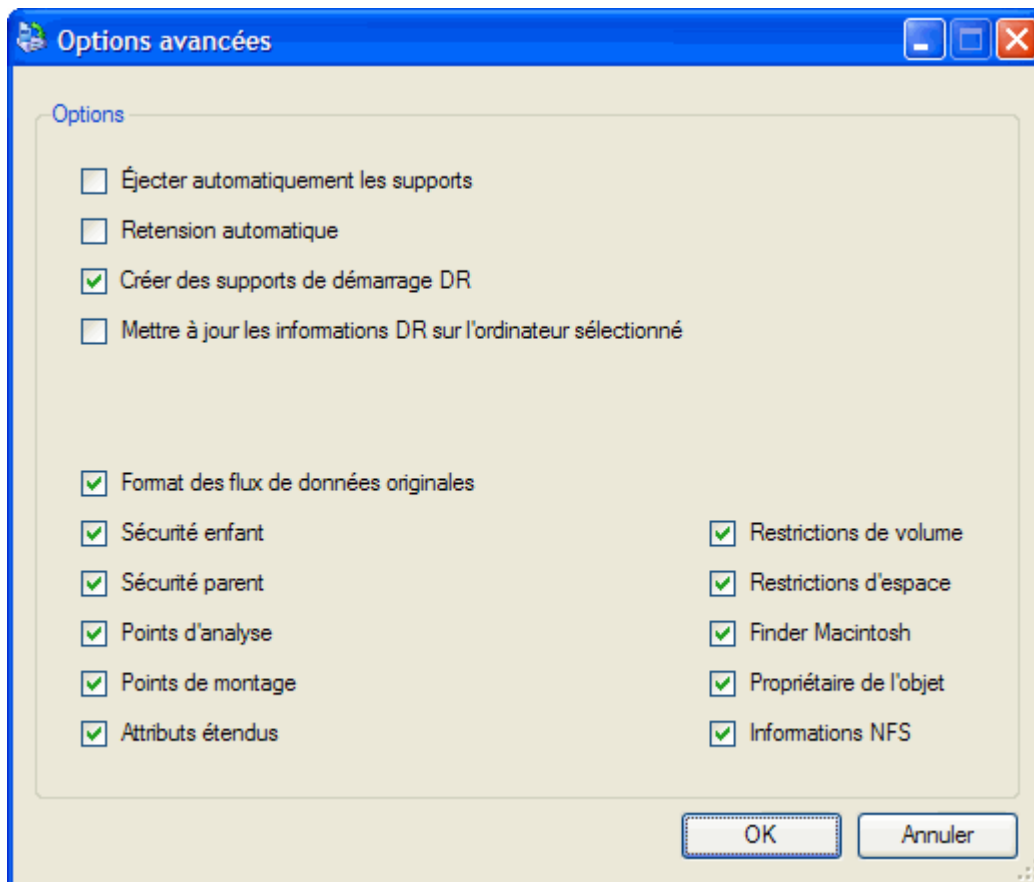 Options avancées
Options
Éjecter automatiquement les supports
Retension automatique
Créer des supports de démarrage DR
Mettre à jour les informations DR sur l'ordinateur sélectionné
Format des flux de données originales
Sécurité enfant
Restrictions de volume
Sécurité parent
Restrictions d'espace
Points d'analyse
Finder Macintosh
Points de montage
Propriétaire de l'objet
Attributs étendus
Informations NFS
OK
Annuler